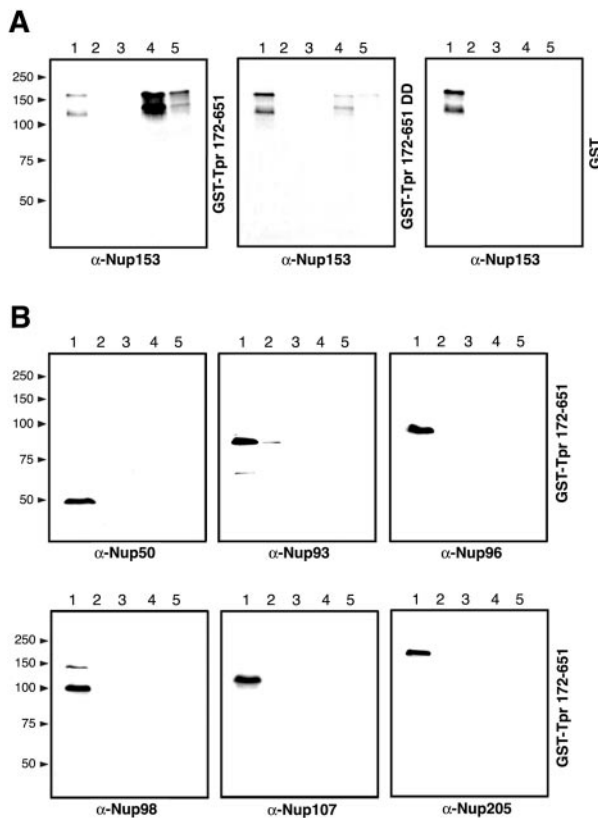 A
1 2 3 4 5 1 2 3 4 5 1 2 3 4 5
250
150
100
75
50
GST-Tpr 172-651
GST-Tpr 172-651 DD
GST
α-Nup153 α-Nup153 α-Nup153
B
1 2 3 4 5 1 2 3 4 5 1 2 3 4 5
250
150
100
75
50
GST-Tpr 172-651
α-Nup50 α-Nup93 α-Nup96
1 2 3 4 5 1 2 3 4 5 1 2 3 4 5
250
150
100
75
50
GST-Tpr 172-651
α-Nup98 α-Nup107 α-Nup205